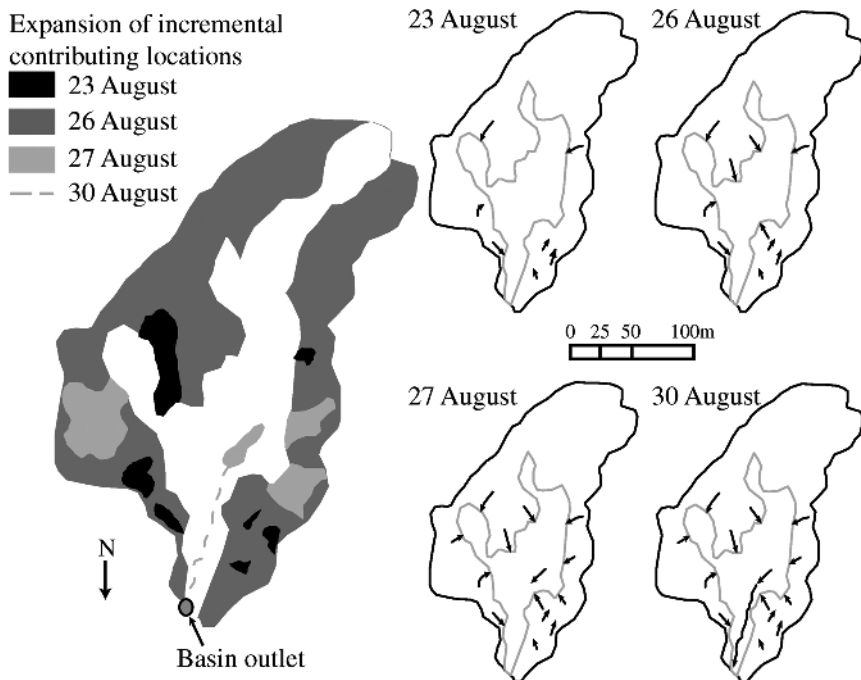 Expansion of incremental
contributing locations
23 August
26 August
27 August
30 August
N
Basin outlet
23 August
26 August
0 25 50 100m
27 August
30 August